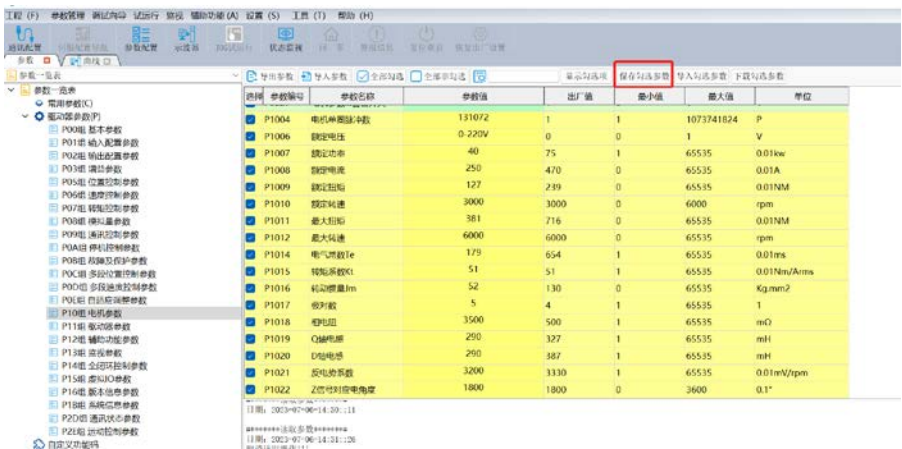 工程 (F) 参数管理 调试向导 试运行 监视 辅助功能 (A) 设置 (S) 工具 (T) 帮助 (H)
通讯配置 参数配置 示波器 状态监视
参数 曲线
参数一览表 导出参数 导入参数 全部勾选 全部非勾选 显示勾选项 保存勾选参数 导入勾选参数 下载勾选参数
参数一览表
常用参数(C)
驱动器参数(P)
P00组 基本参数
P01组 输入配置参数
P02组 输出配置参数
P03组 增益参数
P05组 位置控制参数
P06组 速度控制参数
P07组 转矩控制参数
P08组 模拟量参数
P09组 通讯控制参数
P0A组 停机控制参数
P0B组 故障及保护参数
P0C组 多段位置控制参数
P0D组 多段速度控制参数
P0E组 自适应调整参数
P10组 电机参数
P11组 驱动器参数
P12组 辅助功能参数
P13组 监视参数
P14组 全闭环控制参数
P15组 虚拟IO参数
P16组 版本信息参数
P18组 系统信息参数
P2D组 通讯状态参数
P2E组 运动控制参数
自定义功能码
选择 参数编号 参数名称 参数值 出厂值 最小值 最大值 单位
P1004 电机单圈脉冲数 131072 1 1 1073741824 P
P1006 额定电压 0-220V 0 0 1 V
P1007 额定功率 40 75 1 65535 0.01kw
P1008 额定电流 250 470 0 65535 0.01A
P1009 额定扭矩 127 239 0 65535 0.01NM
P1010 额定转速 3000 3000 0 6000 rpm
P1011 最大扭矩 381 716 0 65535 0.01NM
P1012 最大转速 6000 6000 0 65535 rpm
P1014 电气常数Te 179 654 1 65535 0.01ms
P1015 转矩系数Kt 51 51 1 65535 0.01Nm/Arms
P1016 转动惯量Jm 52 130 0 65535 Kg.mm2
P1017 极对数 5 4 1 65535 1
P1018 相电阻 3500 500 1 65535 mΩ
P1019 Q轴电感 290 327 1 65535 mH
P1020 D轴电感 290 387 1 65535 mH
P1021 反电势系数 3200 3330 1 65535 0.01mV/rpm
P1022 Z信号对应电角度 1800 1800 0 3600 0.1°
日期: 2023-07-06-14:30::11
********读取参数********
日期: 2023-07-06-14:31::26